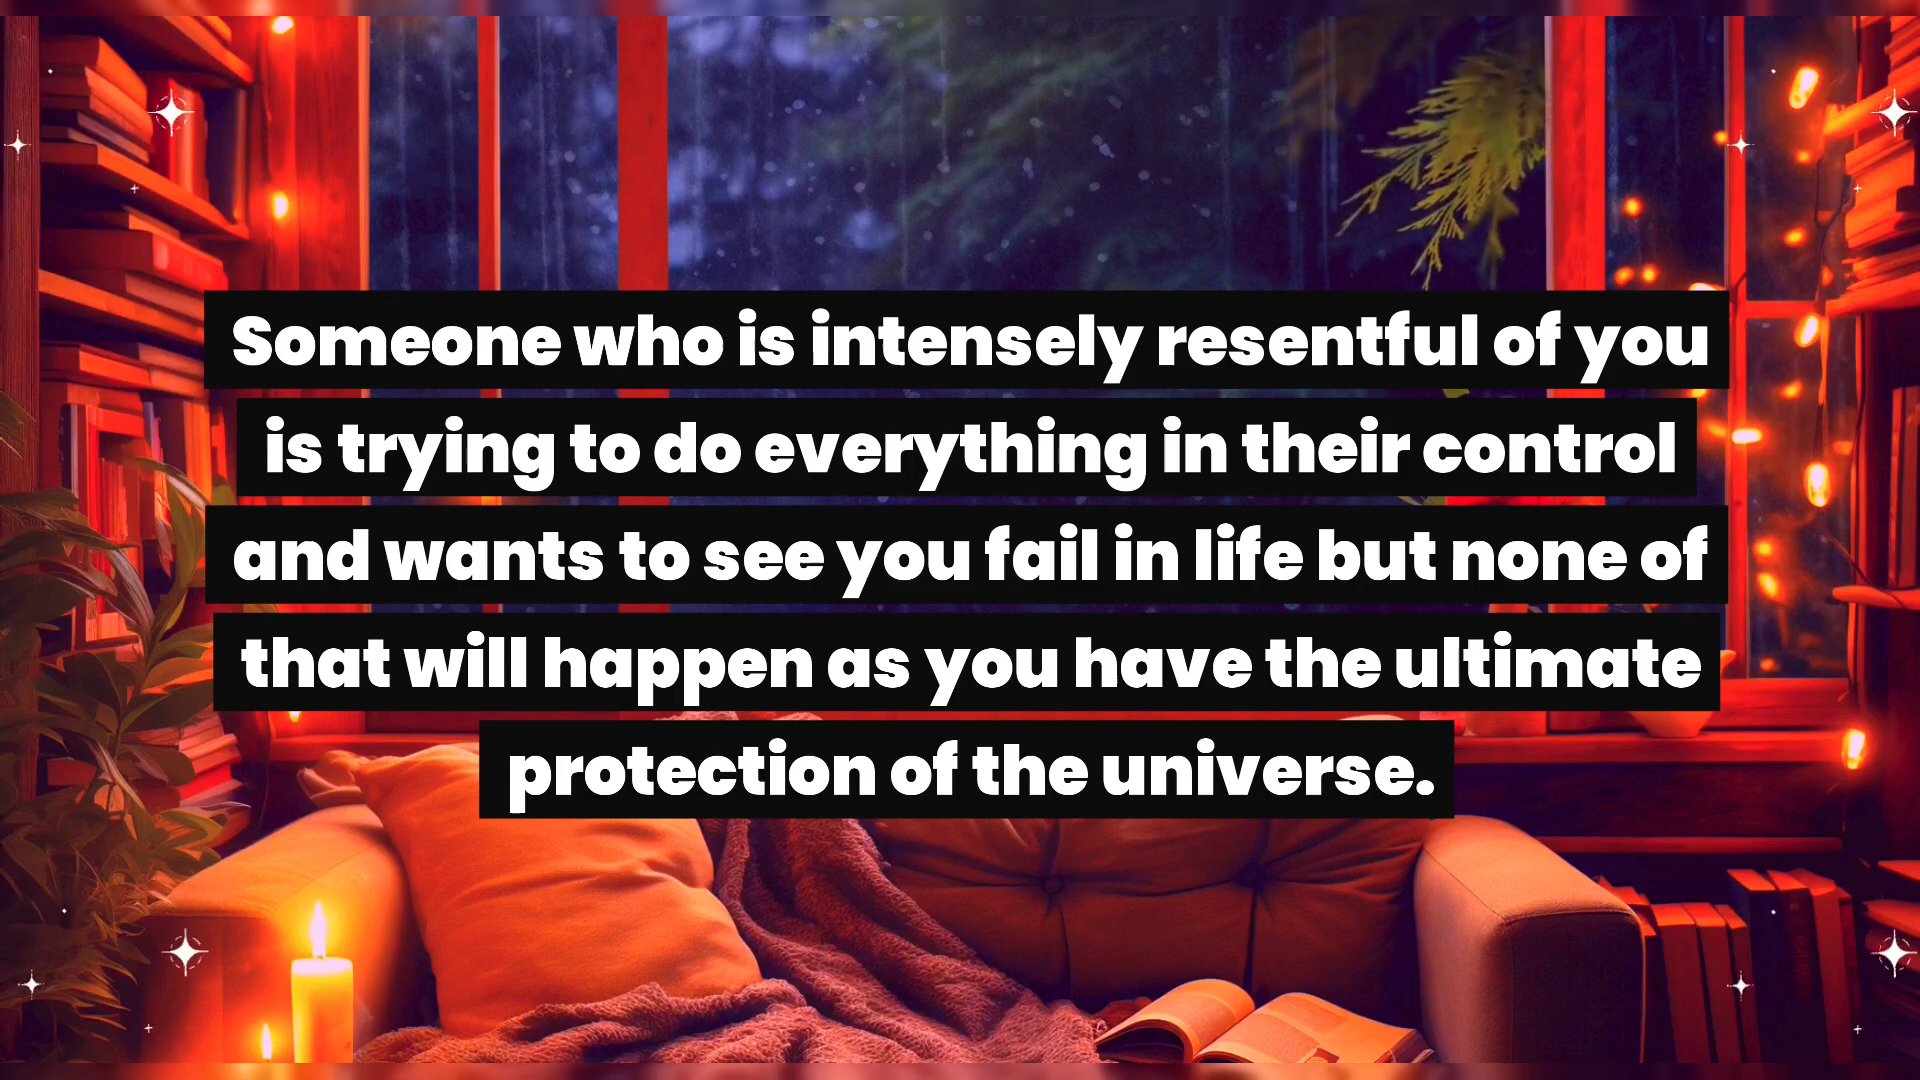 Someone who is intensely resentful of you
is trying to do everything in their control
and wants to see you fail in life but none of
that will happen as you have the ultimate
protection of the universe.